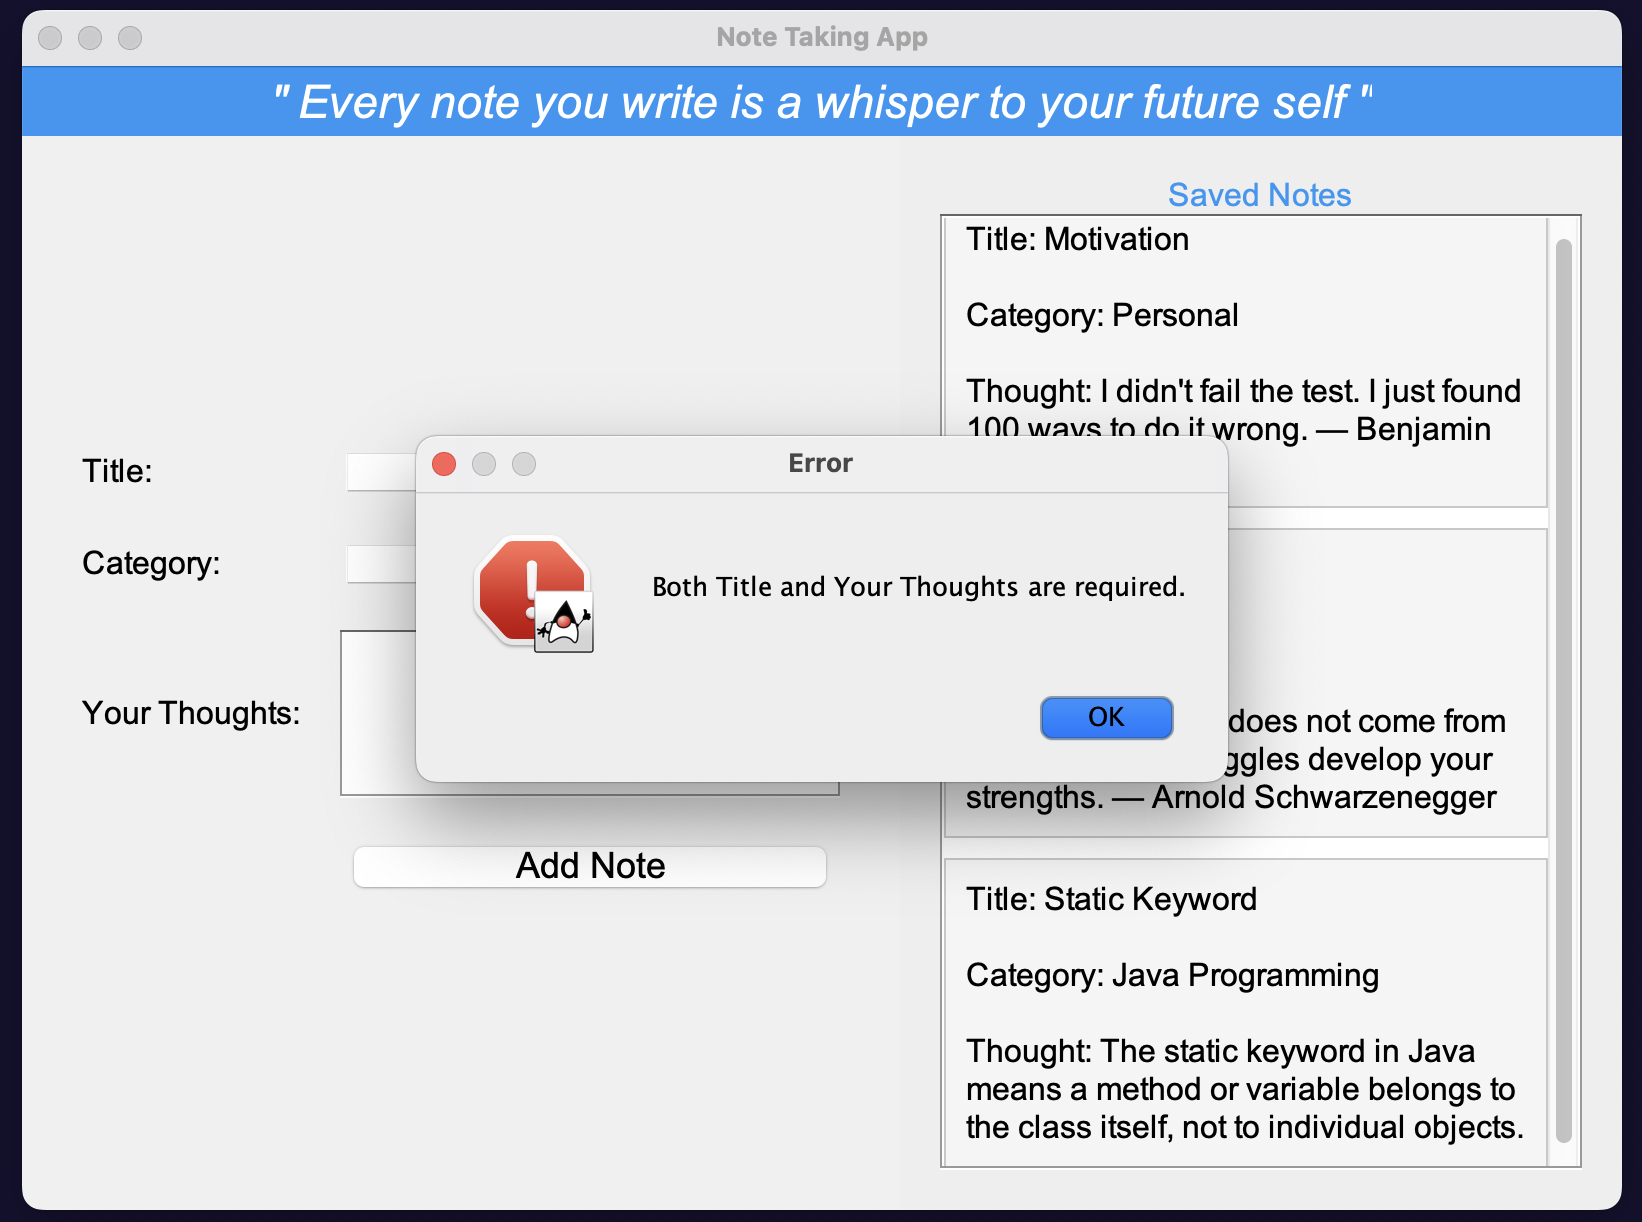 Note Taking App
" Every note you write is a whisper to your future self "
Saved Notes
Title: Motivation
Category: Personal
Thought: I didn't fail the test. I just found
100 ways to do it wrong. — Benjamin
Title:
Category:
Your Thoughts:
Add Note
Error
Both Title and Your Thoughts are required.
OK
does not come from
develop your
strengths. — Arnold Schwarzenegger
Title: Static Keyword
Category: Java Programming
Thought: The static keyword in Java
means a method or variable belongs to
the class itself, not to individual objects.